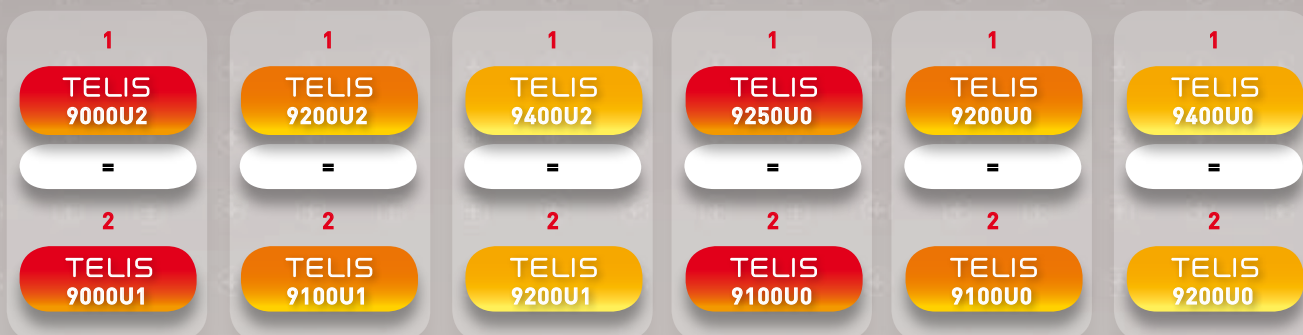 1
TELIS
9000U2
=
2
TELIS
9000U1
1
TELIS
9200U2
=
2
TELIS
9100U1
1
TELIS
9400U2
=
2
TELIS
9200U1
1
TELIS
9250U0
=
2
TELIS
9100U0
1
TELIS
9200U0
=
2
TELIS
9100U0
1
TELIS
9400U0
=
2
TELIS
9200U0